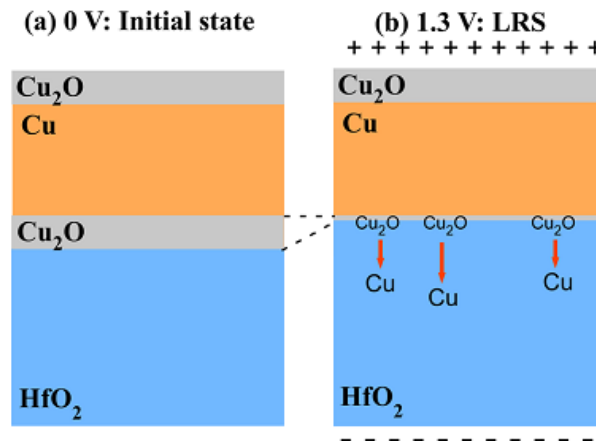 (a) 0 V: Initial state
Cu₂O
Cu
Cu₂O
HfO₂
(b) 1.3 V: LRS
+ + + + + + + + + + +
Cu₂O
Cu
Cu₂O Cu₂O Cu₂O
Cu Cu Cu
HfO₂
- - - - - - - - - - -